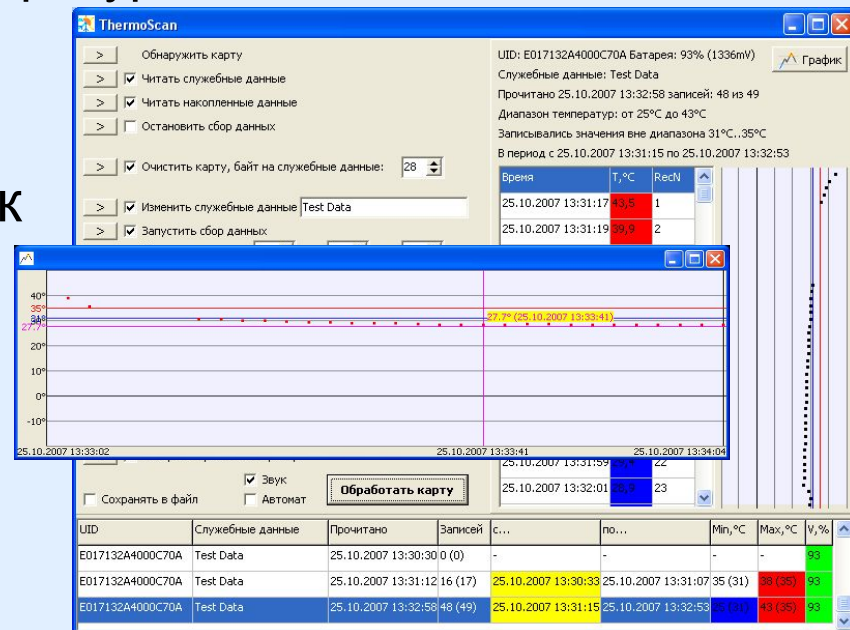 ThermoScan
> Обнаружить карту
> Читать служебные данные
> Читать накопленные данные
> Остановить сбор данных
> Очистить карту, байт на служебные данные: 28
> Изменить служебные данные Test Data
> Запустить сбор данных
к
UID: E017132A4000C70A Батарея: 93% (1336mV)
График
Служебные данные: Test Data
Прочитано 25.10.2007 13:32:58 записей: 48 из 49
Диапазон температур: от 25°C до 43°C
Записывались значения вне диапазона 31°C..35°C
В период с 25.10.2007 13:31:15 по 25.10.2007 13:32:53
Время T,°C RecN
25.10.2007 13:31:17 43,5 1
25.10.2007 13:31:19 39,9 2
40°
35°
31°
27.7°
20°
10°
0°
-10°
27.7° (25.10.2007 13:33:41)
25.10.2007 13:33:02 25.10.2007 13:33:41 25.10.2007 13:34:04
25.10.2007 13:31:59 22
25.10.2007 13:32:01 28,9 23
Звук
Сохранять в файл Автомат
Обработать карту
UID Служебные данные Прочитано Записей с... по... Min,°C Max,°C V,%
E017132A4000C70A Test Data 25.10.2007 13:30:30 0 (0) - - - - 93
E017132A4000C70A Test Data 25.10.2007 13:31:12 16 (17) 25.10.2007 13:30:33 25.10.2007 13:31:07 35 (31) 38 (35) 93
E017132A4000C70A Test Data 25.10.2007 13:32:58 48 (49) 25.10.2007 13:31:15 25.10.2007 13:32:53 25 (31) 43 (35) 93